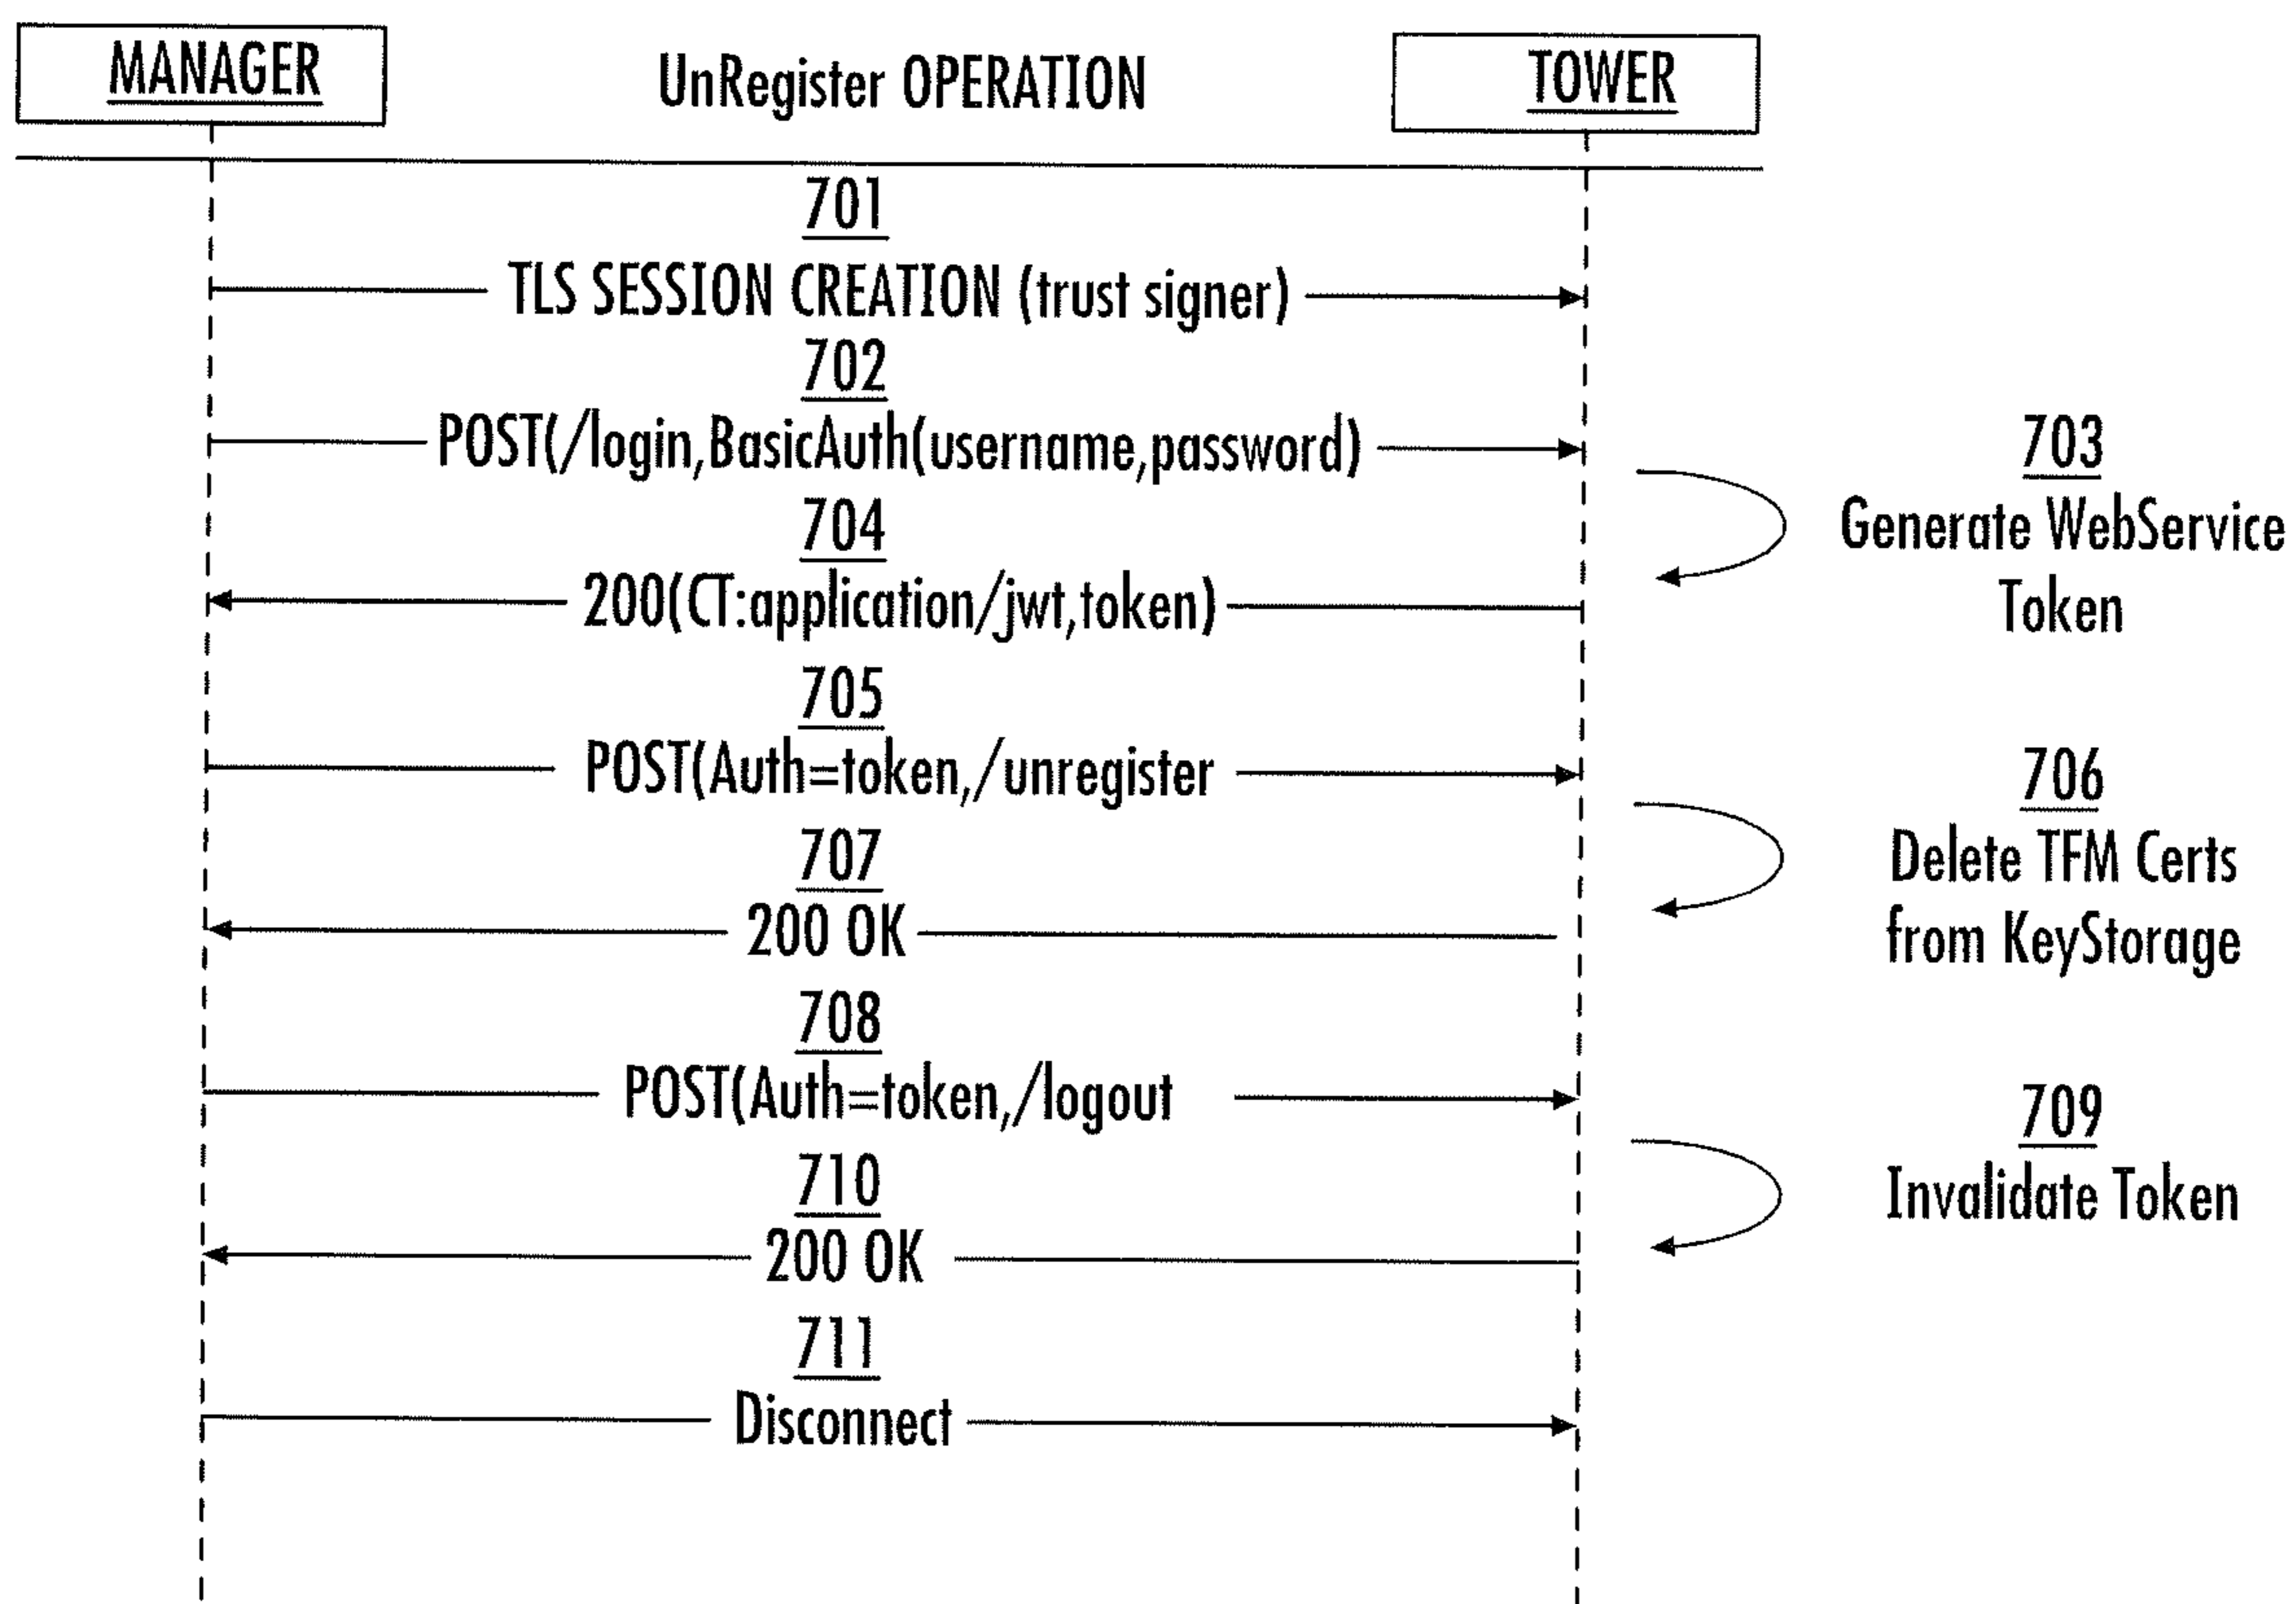 MANAGER
UnRegister OPERATION
TOWER
701
TLS SESSION CREATION (trust signer)
702
POST(/login,BasicAuth(username,password)
703
Generate WebService
Token
704
200(CT:application/jwt,token)
705
POST(Auth=token,/unregister
706
Delete TFM Certs
from KeyStorage
707
200 OK
708
POST(Auth=token,/logout
709
Invalidate Token
710
200 OK
711
Disconnect